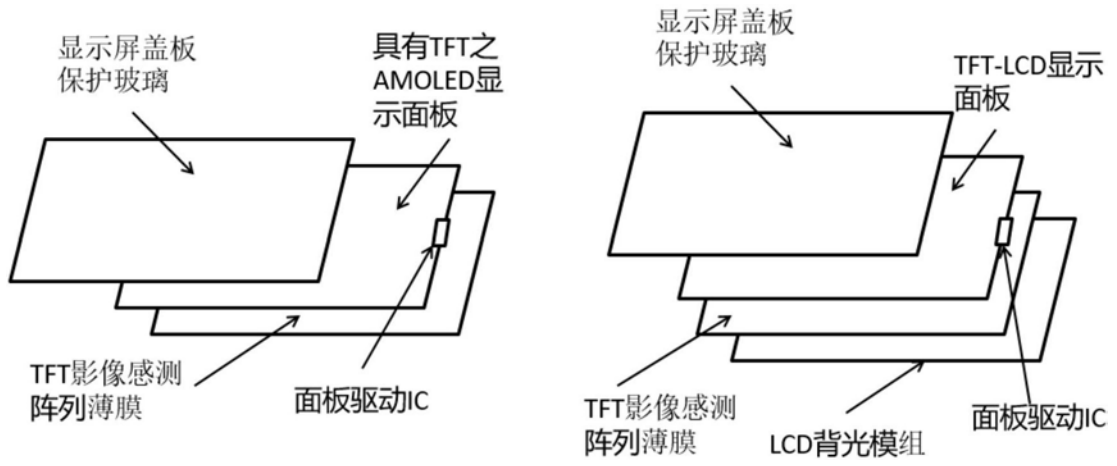 显示屏盖板
保护玻璃
具有TFT之
AMOLED显
示面板
TFT影像感测
阵列薄膜
面板驱动IC
显示屏盖板
保护玻璃
TFT-LCD显示
面板
TFT影像感测
阵列薄膜
LCD背光模组
面板驱动IC